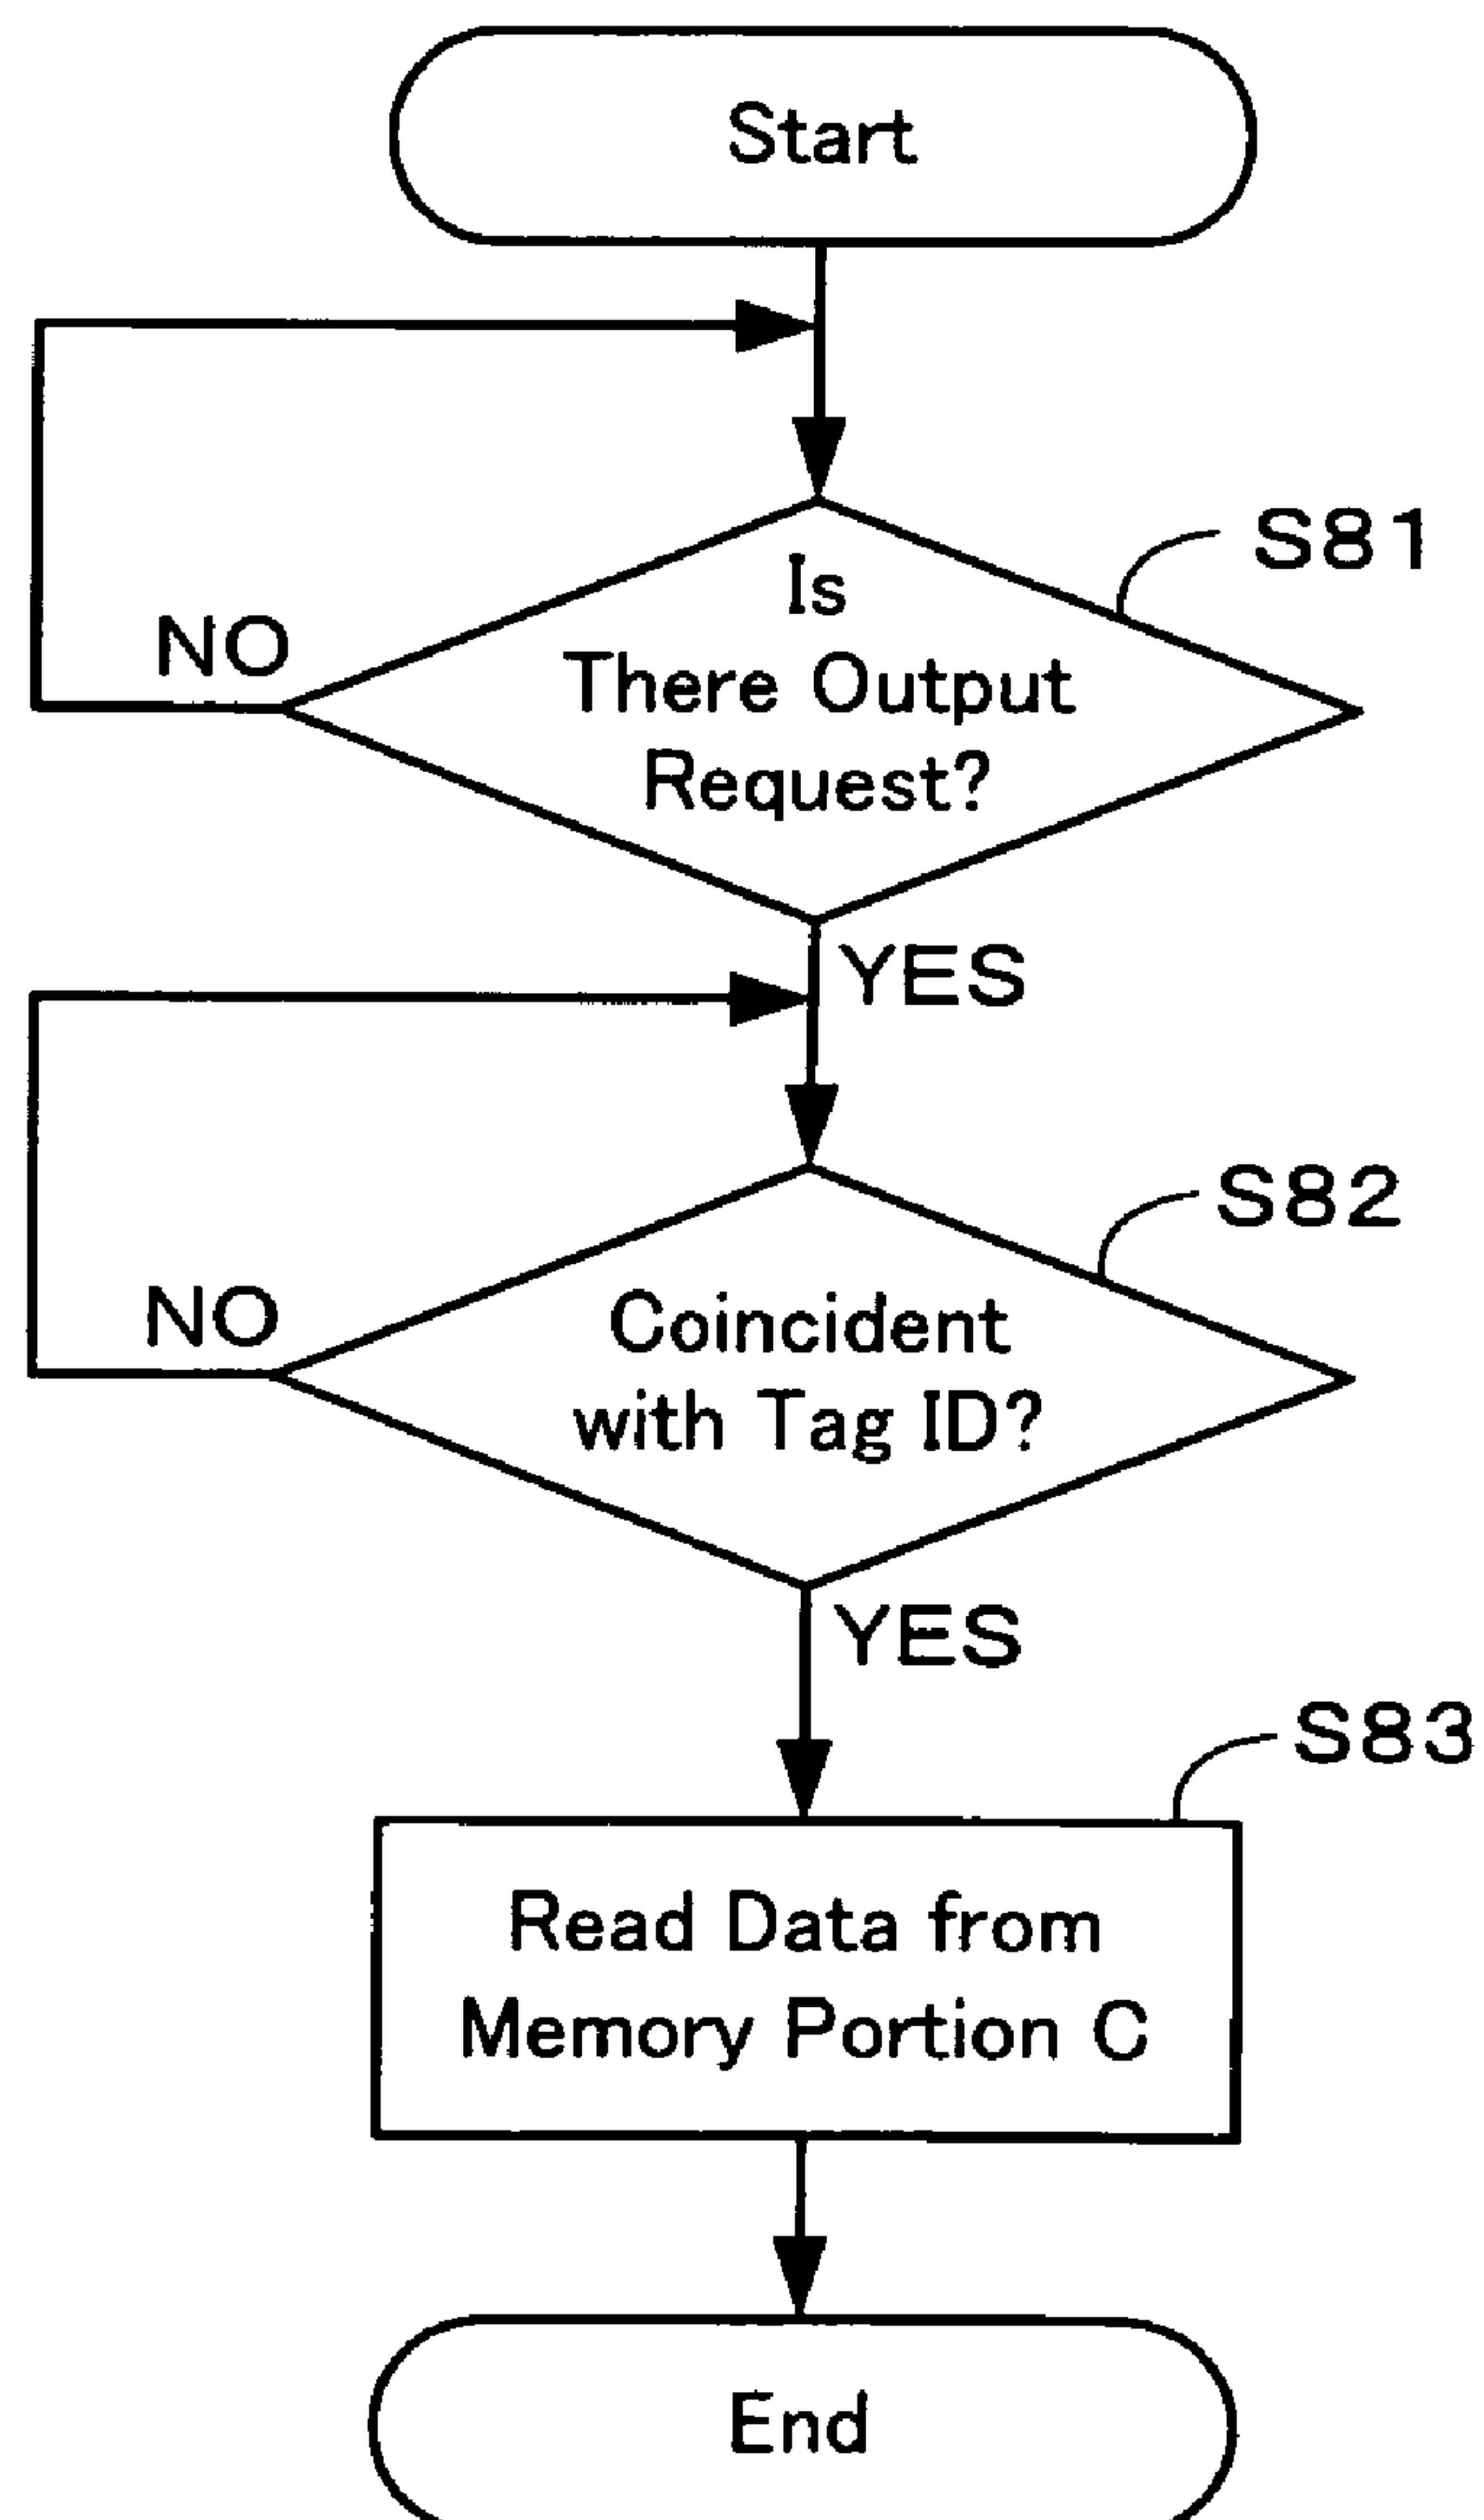 Start
S81
Is
There Output
Request?
NO
YES
S82
Coincident
with Tag ID?
NO
YES
S83
Read Data from
Memory Portion C
End